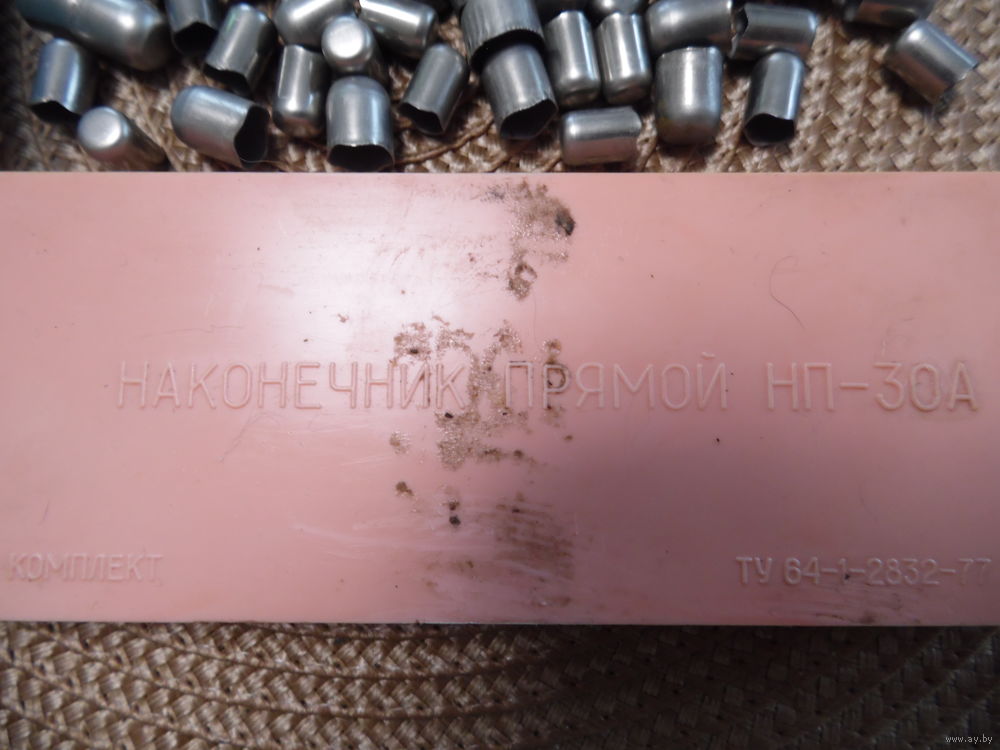 НАКОНЕЧНИК ПРЯМОЙ НП-30А
КОМПЛЕКТ
ТУ 64-1-2832-77
www.ay.by